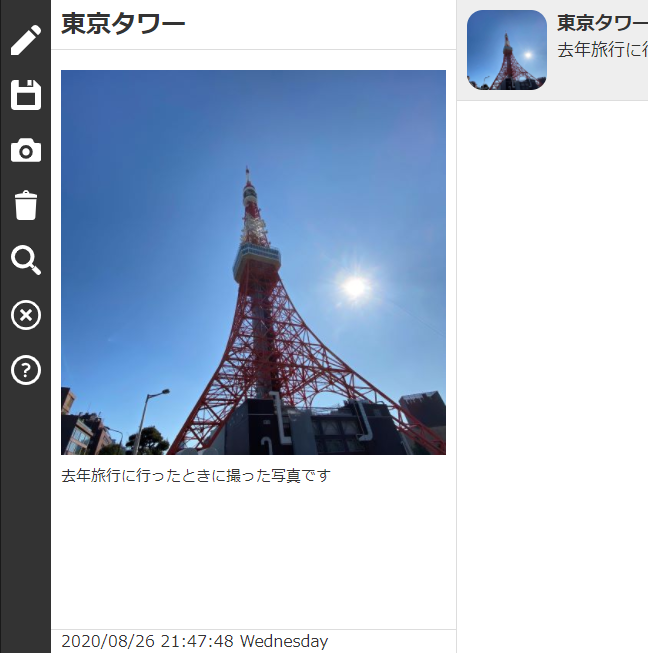 東京タワー
去年旅行に行ったときに撮った写真です
2020/08/26 21:47:48 Wednesday
東京タワー
去年旅行に